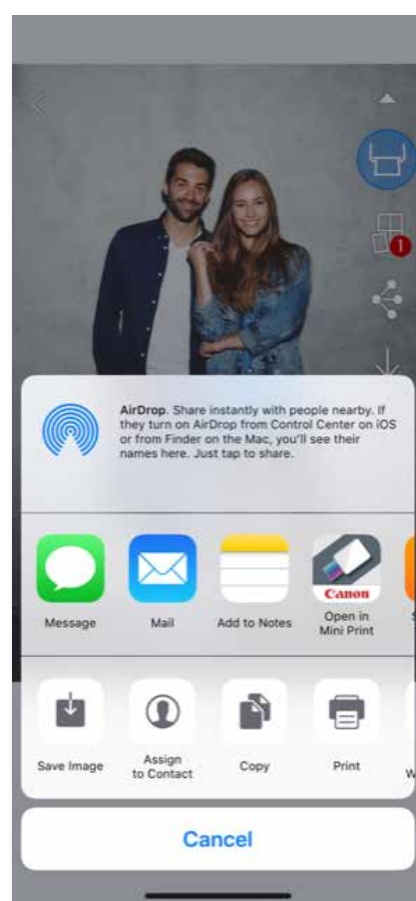 1
AirDrop. Share instantly with people nearby. If
they turn on AirDrop from Control Center on iOS
or from Finder on the Mac, you'll see their
names here. Just tap to share.
Message
Mail
Add to Notes
Canon
Open in
Mini Print
S
Save Image
Assign
to Contact
Copy
Print
W
Cancel